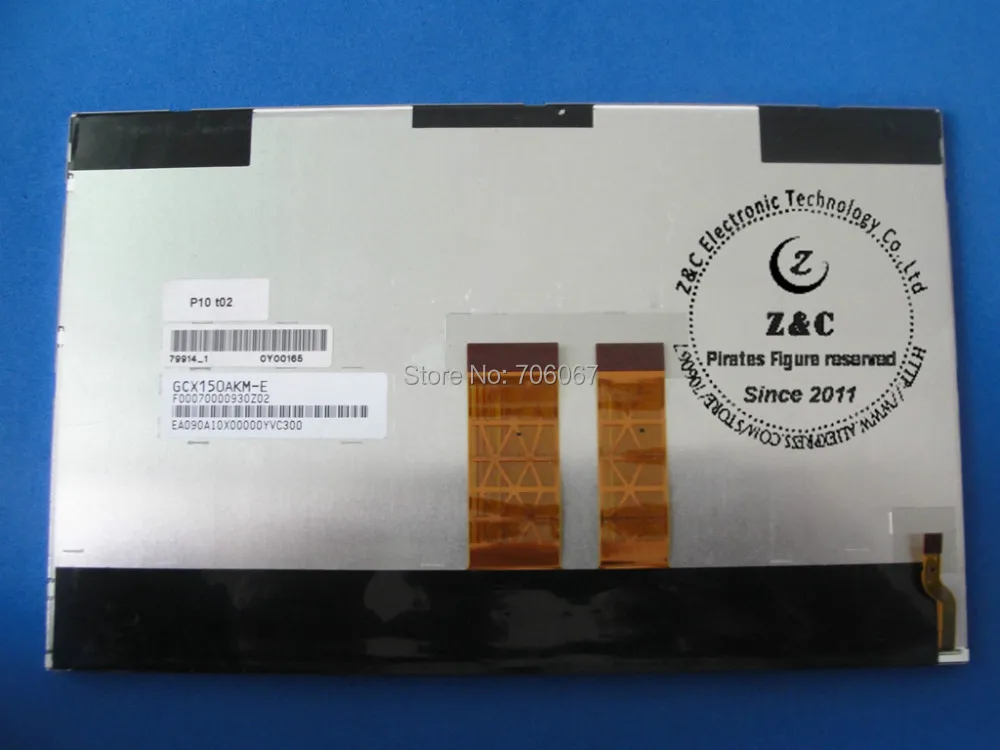 P10 t02
79914_1 0Y00165
GCX150AKM-E
F00070000930Z02
EA090A10X00000YVC300
Store No: 706067
Z&C Electronic Technology Co.,Ltd
Z
Z&C
Pirates Figure reserved
Since 2011
HTTP://WWW.ALIEXPRESS.COM/STORE/706067